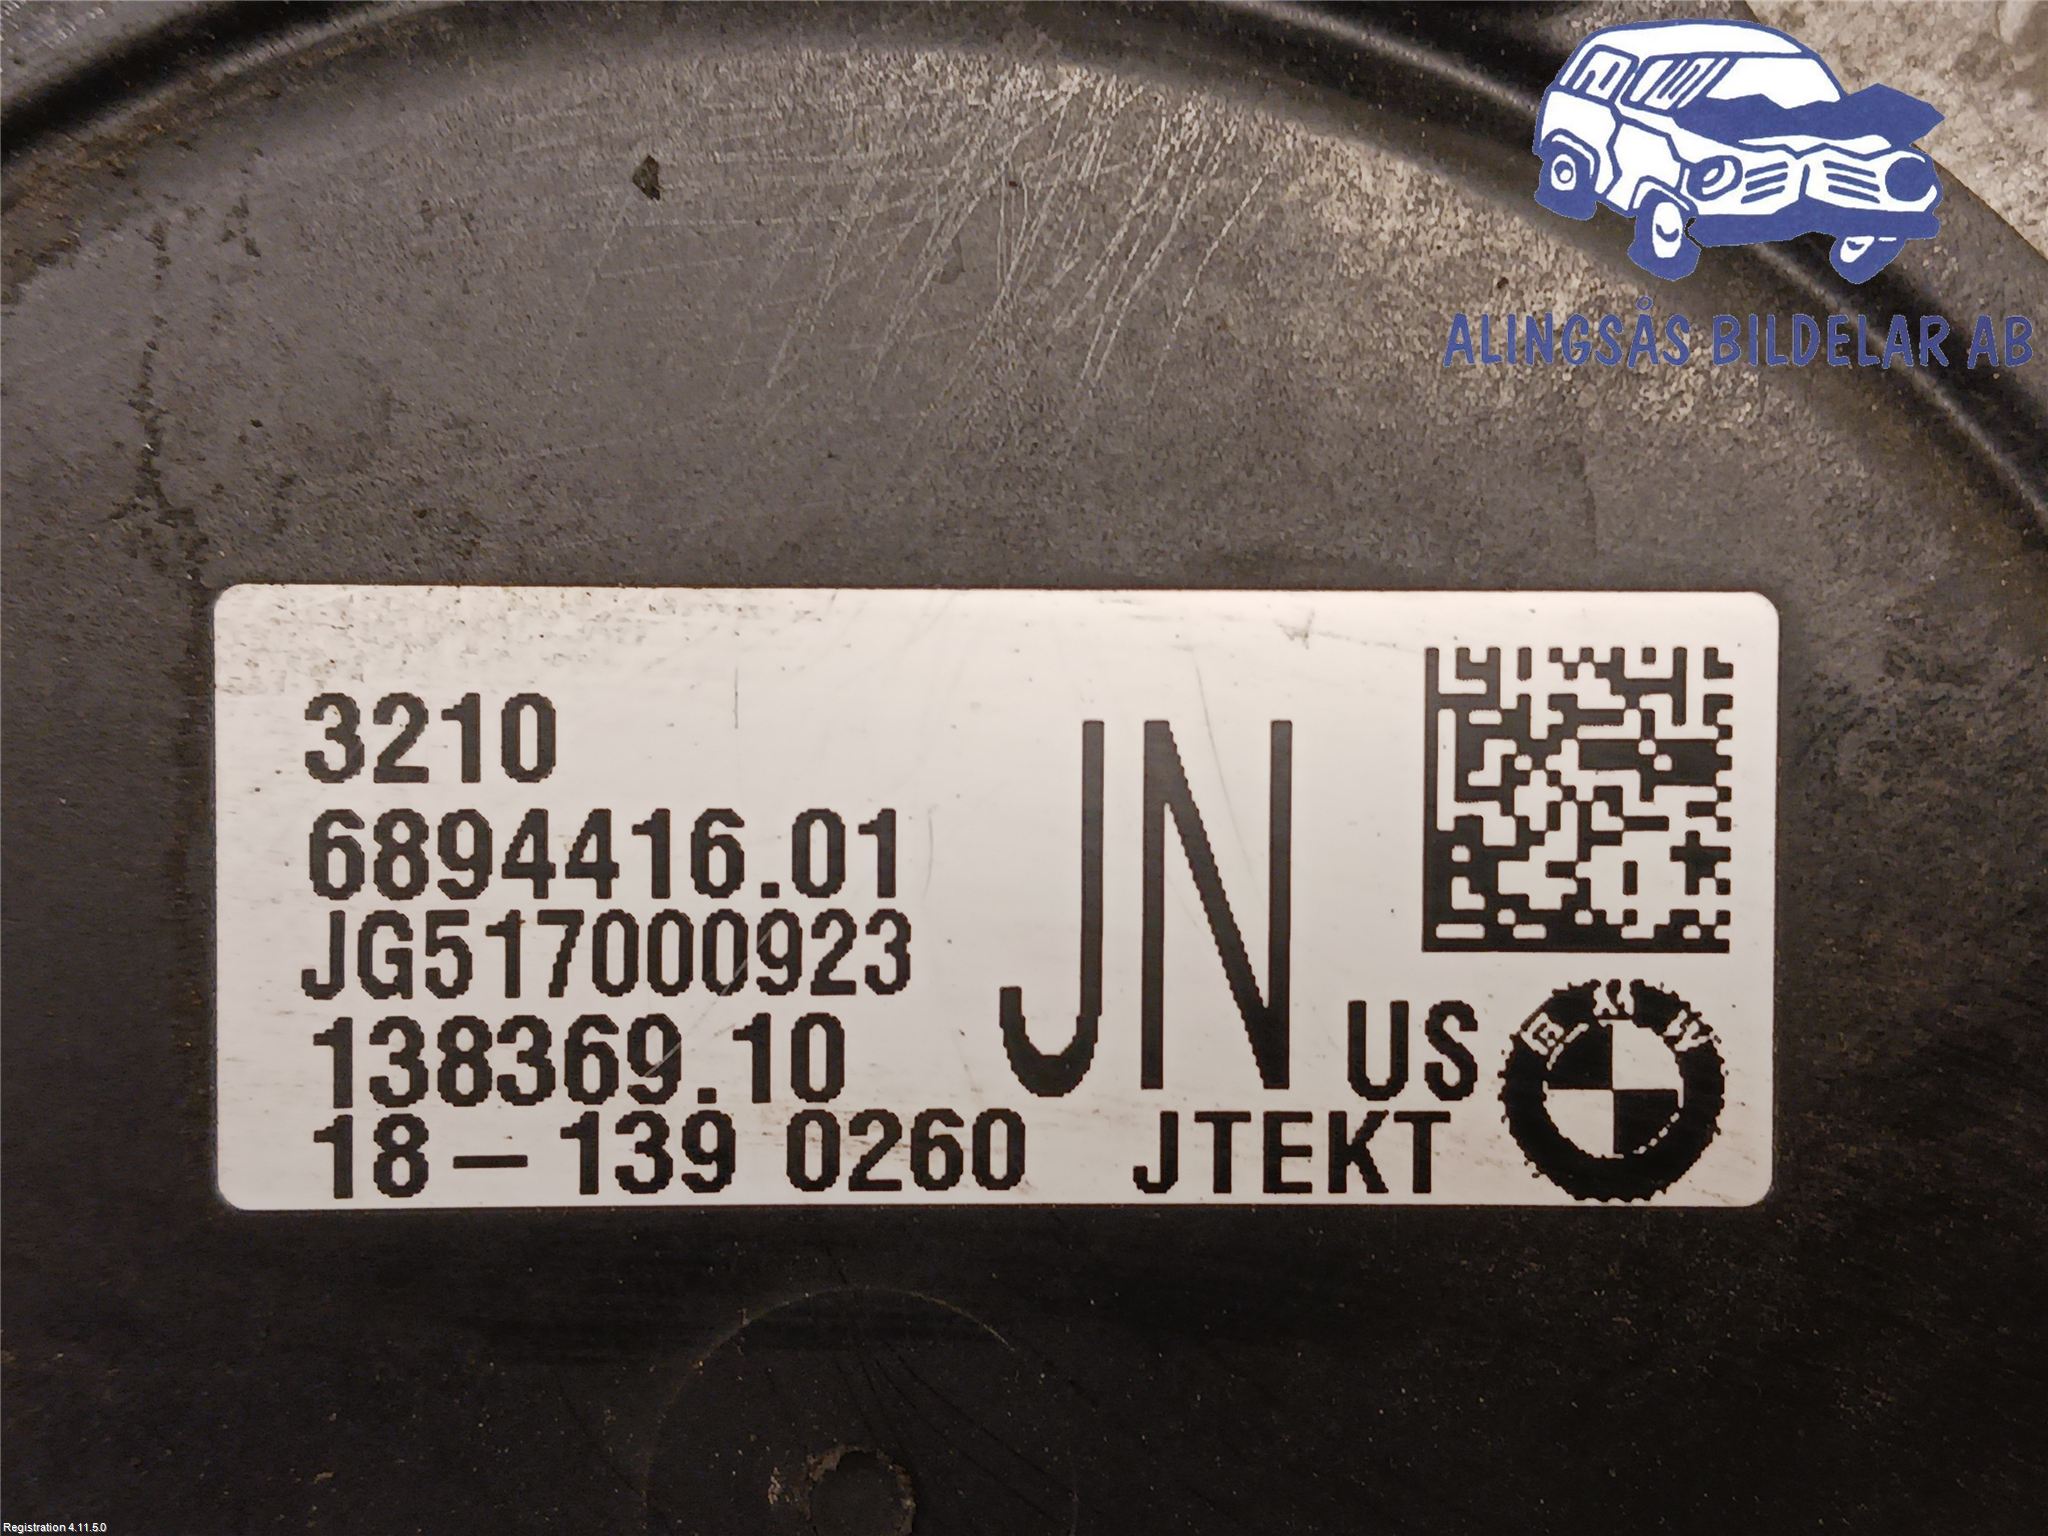 ALINGSÅS BILDELAR AB
3210
6894416.01
JG517000923
138369.10
18-139 0260
JN
US
JTEKT
BMW
Registration 4.11.5.0